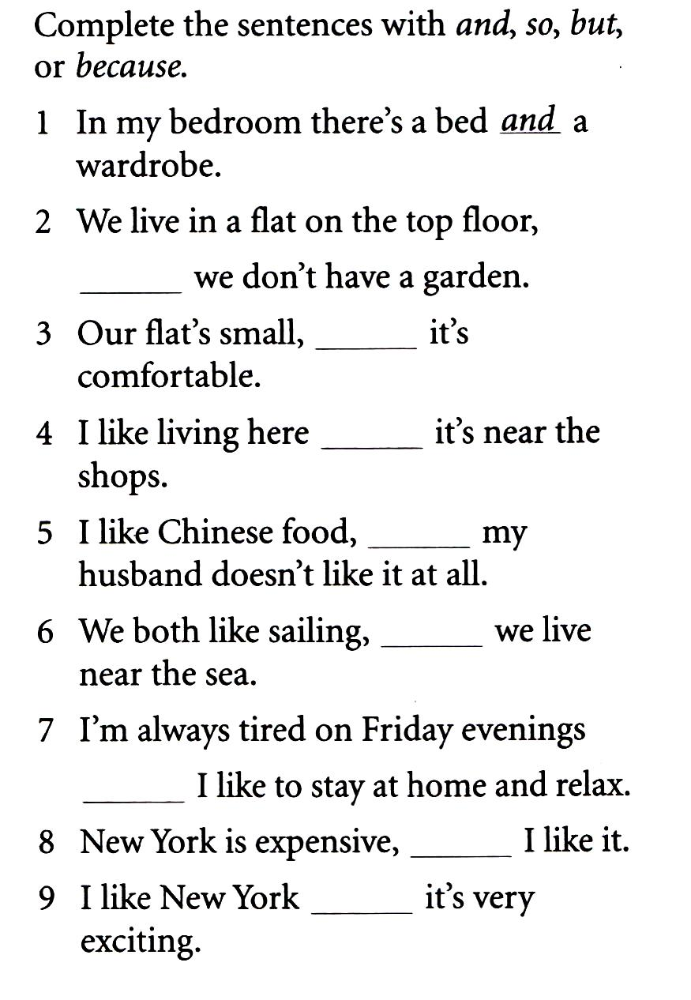 Complete the sentences with and, so, but,
or because.
1 In my bedroom there's a bed and a
wardrobe.
2 We live in a flat on the top floor,
______ we don't have a garden.
3 Our flat's small, ______ it's
comfortable.
4 I like living here ______ it's near the
shops.
5 I like Chinese food, ______ my
husband doesn't like it at all.
6 We both like sailing, ______ we live
near the sea.
7 I'm always tired on Friday evenings
______ I like to stay at home and relax.
8 New York is expensive, ______ I like it.
9 I like New York ______ it's very
exciting.